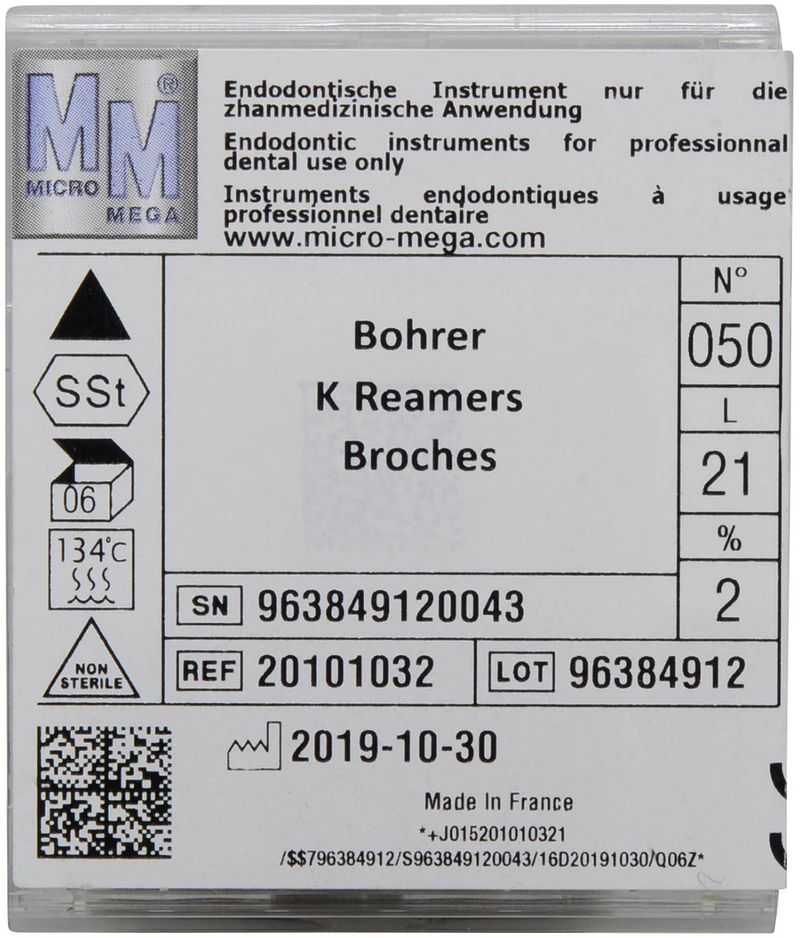 MM®
MICRO
MEGA
Endodontische Instrument nur für die
zhanmedizinische Anwendung
Endodontic instruments for professionnal
dental use only
Instruments endodontiques à usage
professionnel dentaire
www.micro-mega.com
SSt
06
134°C
NON
STERILE
Bohrer
K Reamers
Broches
N°
050
L
21
%
2
SN 963849120043
REF 20101032
LOT 96384912
2019-10-30
Made In France
*+J015201010321
/$$796384912/S963849120043/16D20191030/Q06Z*